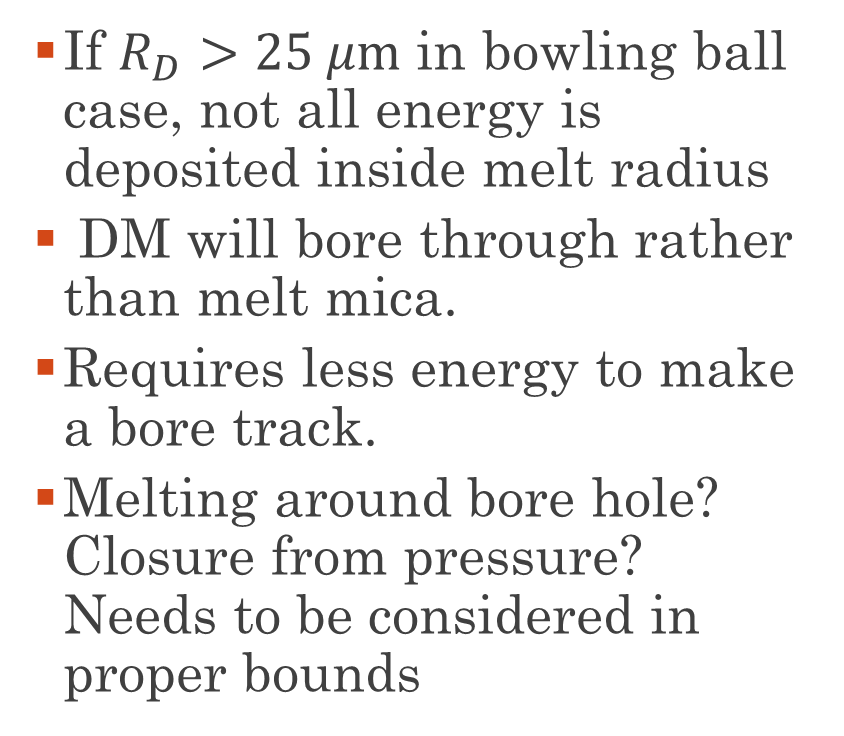 ▪If 𝑅_𝐷 > 25 𝜇m in bowling ball
case, not all energy is
deposited inside melt radius
▪ DM will bore through rather
than melt mica.
▪Requires less energy to make
a bore track.
▪Melting around bore hole?
Closure from pressure?
Needs to be considered in
proper bounds